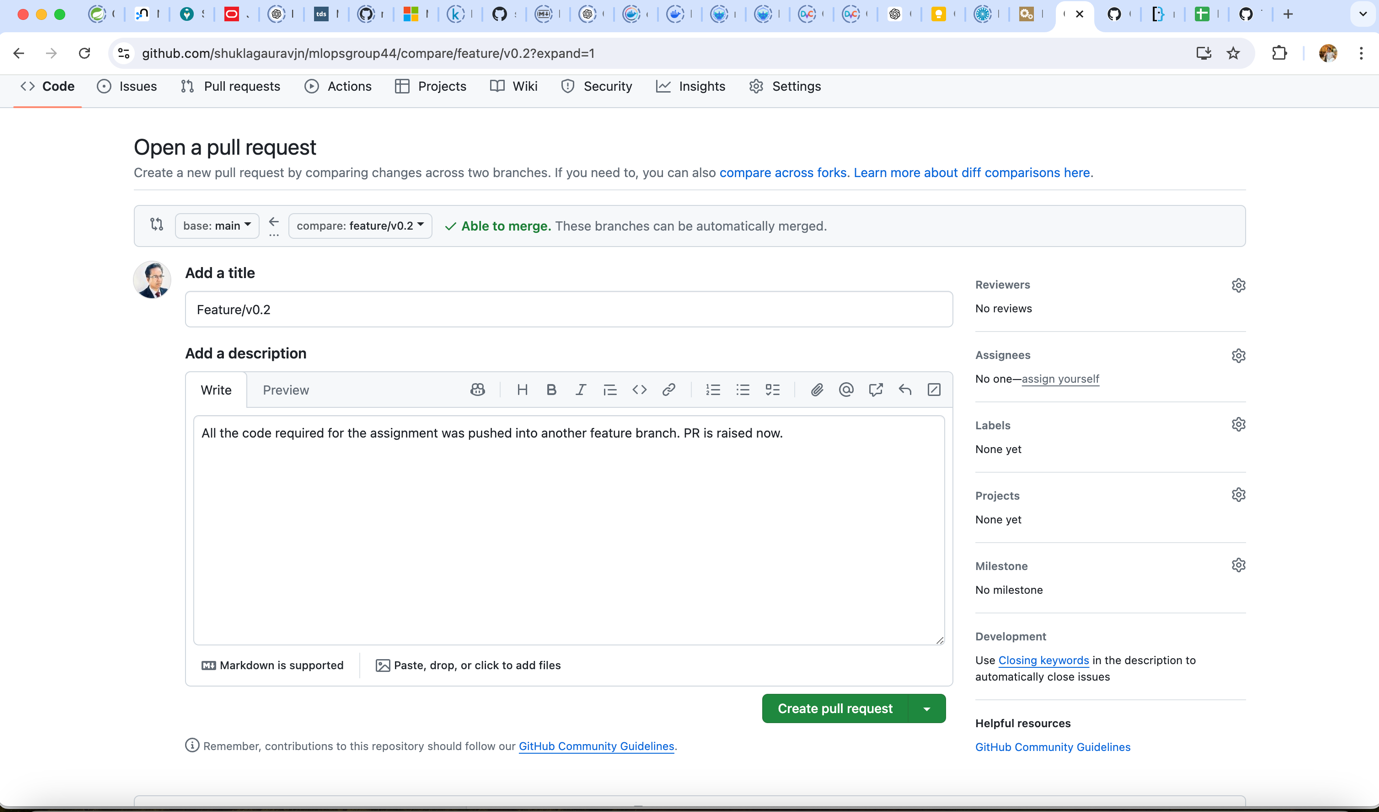 github.com/shuklagauravjn/mlopsgroup44/compare/feature/v0.2?expand=1
Code Issues Pull requests Actions Projects Wiki Security Insights Settings
Open a pull request
Create a new pull request by comparing changes across two branches. If you need to, you can also compare across forks. Learn more about diff comparisons here.
base: main ... compare: feature/v0.2 Able to merge. These branches can be automatically merged.
Add a title
Feature/v0.2
Add a description
Write Preview
All the code required for the assignment was pushed into another feature branch. PR is raised now.
Markdown is supported Paste, drop, or click to add files
Create pull request
Remember, contributions to this repository should follow our GitHub Community Guidelines.
Reviewers
No reviews
Assignees
No one—assign yourself
Labels
None yet
Projects
None yet
Milestone
No milestone
Development
Use Closing keywords in the description to
automatically close issues
Helpful resources
GitHub Community Guidelines